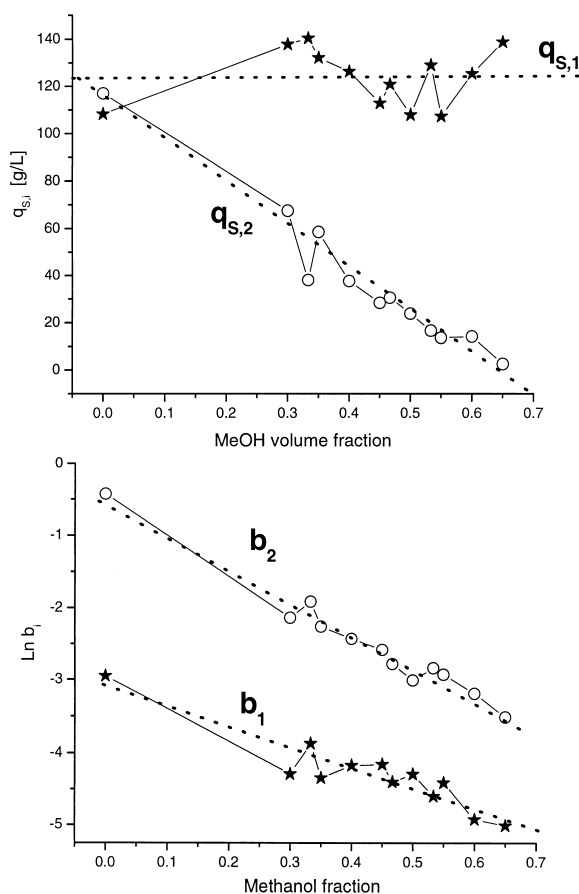 140
120
100
80
60
40
20
0
q_{s,i} [g/L]
q_{S,1}
q_{S,2}
0.0 0.1 0.2 0.3 0.4 0.5 0.6 0.7
MeOH volume fraction
0
-1
-2
-3
-4
-5
Ln b_i
b_2
b_1
0.0 0.1 0.2 0.3 0.4 0.5 0.6 0.7
Methanol fraction